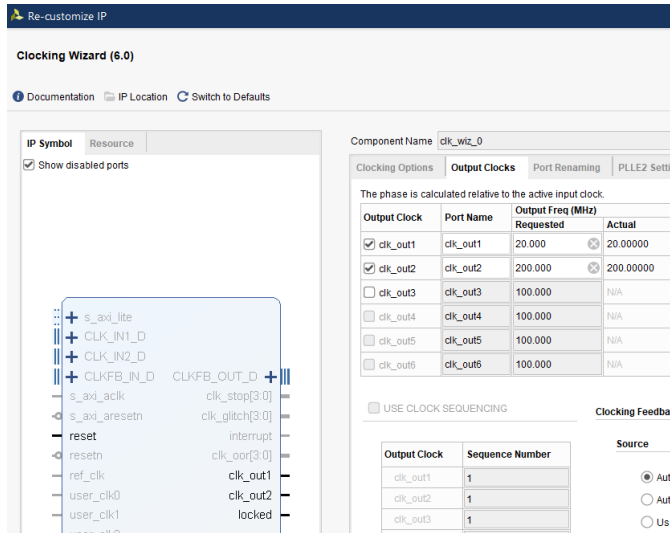 Re-customize IP
Clocking Wizard (6.0)
Documentation IP Location Switch to Defaults
IP Symbol Resource
Show disabled ports
s_axi_lite
CLK_IN1_D
CLK_IN2_D
CLKFB_IN_D CLKFB_OUT_D
s_axi_aclk clk_stop[3:0]
s_axi_aresetn clk_glitch[3:0]
reset interrupt
resetn clk_oor[3:0]
ref_clk clk_out1
user_clk0 clk_out2
user_clk1 locked
Component Name clk_wiz_0
Clocking Options Output Clocks Port Renaming PLLE2 Setti
The phase is calculated relative to the active input clock.
Output Clock Port Name Output Freq (MHz)
Requested Actual
clk_out1 clk_out1 20.000 20.00000
clk_out2 clk_out2 200.000 200.00000
clk_out3 clk_out3 100.000 N/A
clk_out4 clk_out4 100.000 N/A
clk_out5 clk_out5 100.000 N/A
clk_out6 clk_out6 100.000 N/A
USE CLOCK SEQUENCING
Clocking Feedba
Output Clock Sequence Number
clk_out1 1
clk_out2 1
clk_out3 1
Source
Aut
Aut
Us